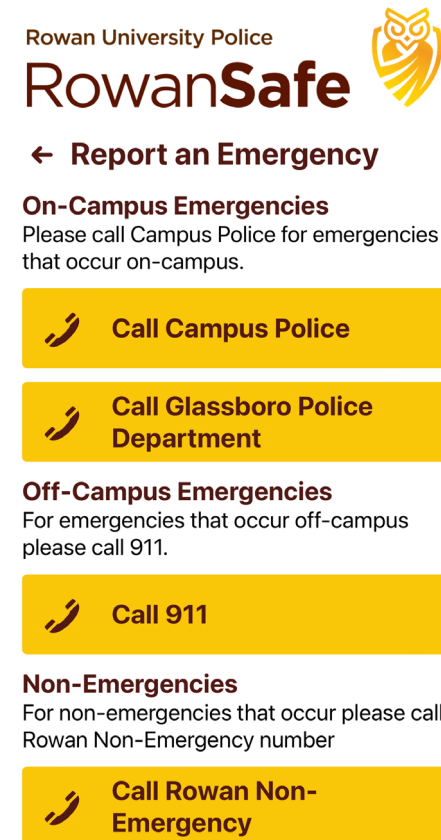 Rowan University Police
RowanSafe
← Report an Emergency
On-Campus Emergencies
Please call Campus Police for emergencies
that occur on-campus.
Call Campus Police
Call Glassboro Police
Department
Off-Campus Emergencies
For emergencies that occur off-campus
please call 911.
Call 911
Non-Emergencies
For non-emergencies that occur please call
Rowan Non-Emergency number
Call Rowan Non-
Emergency